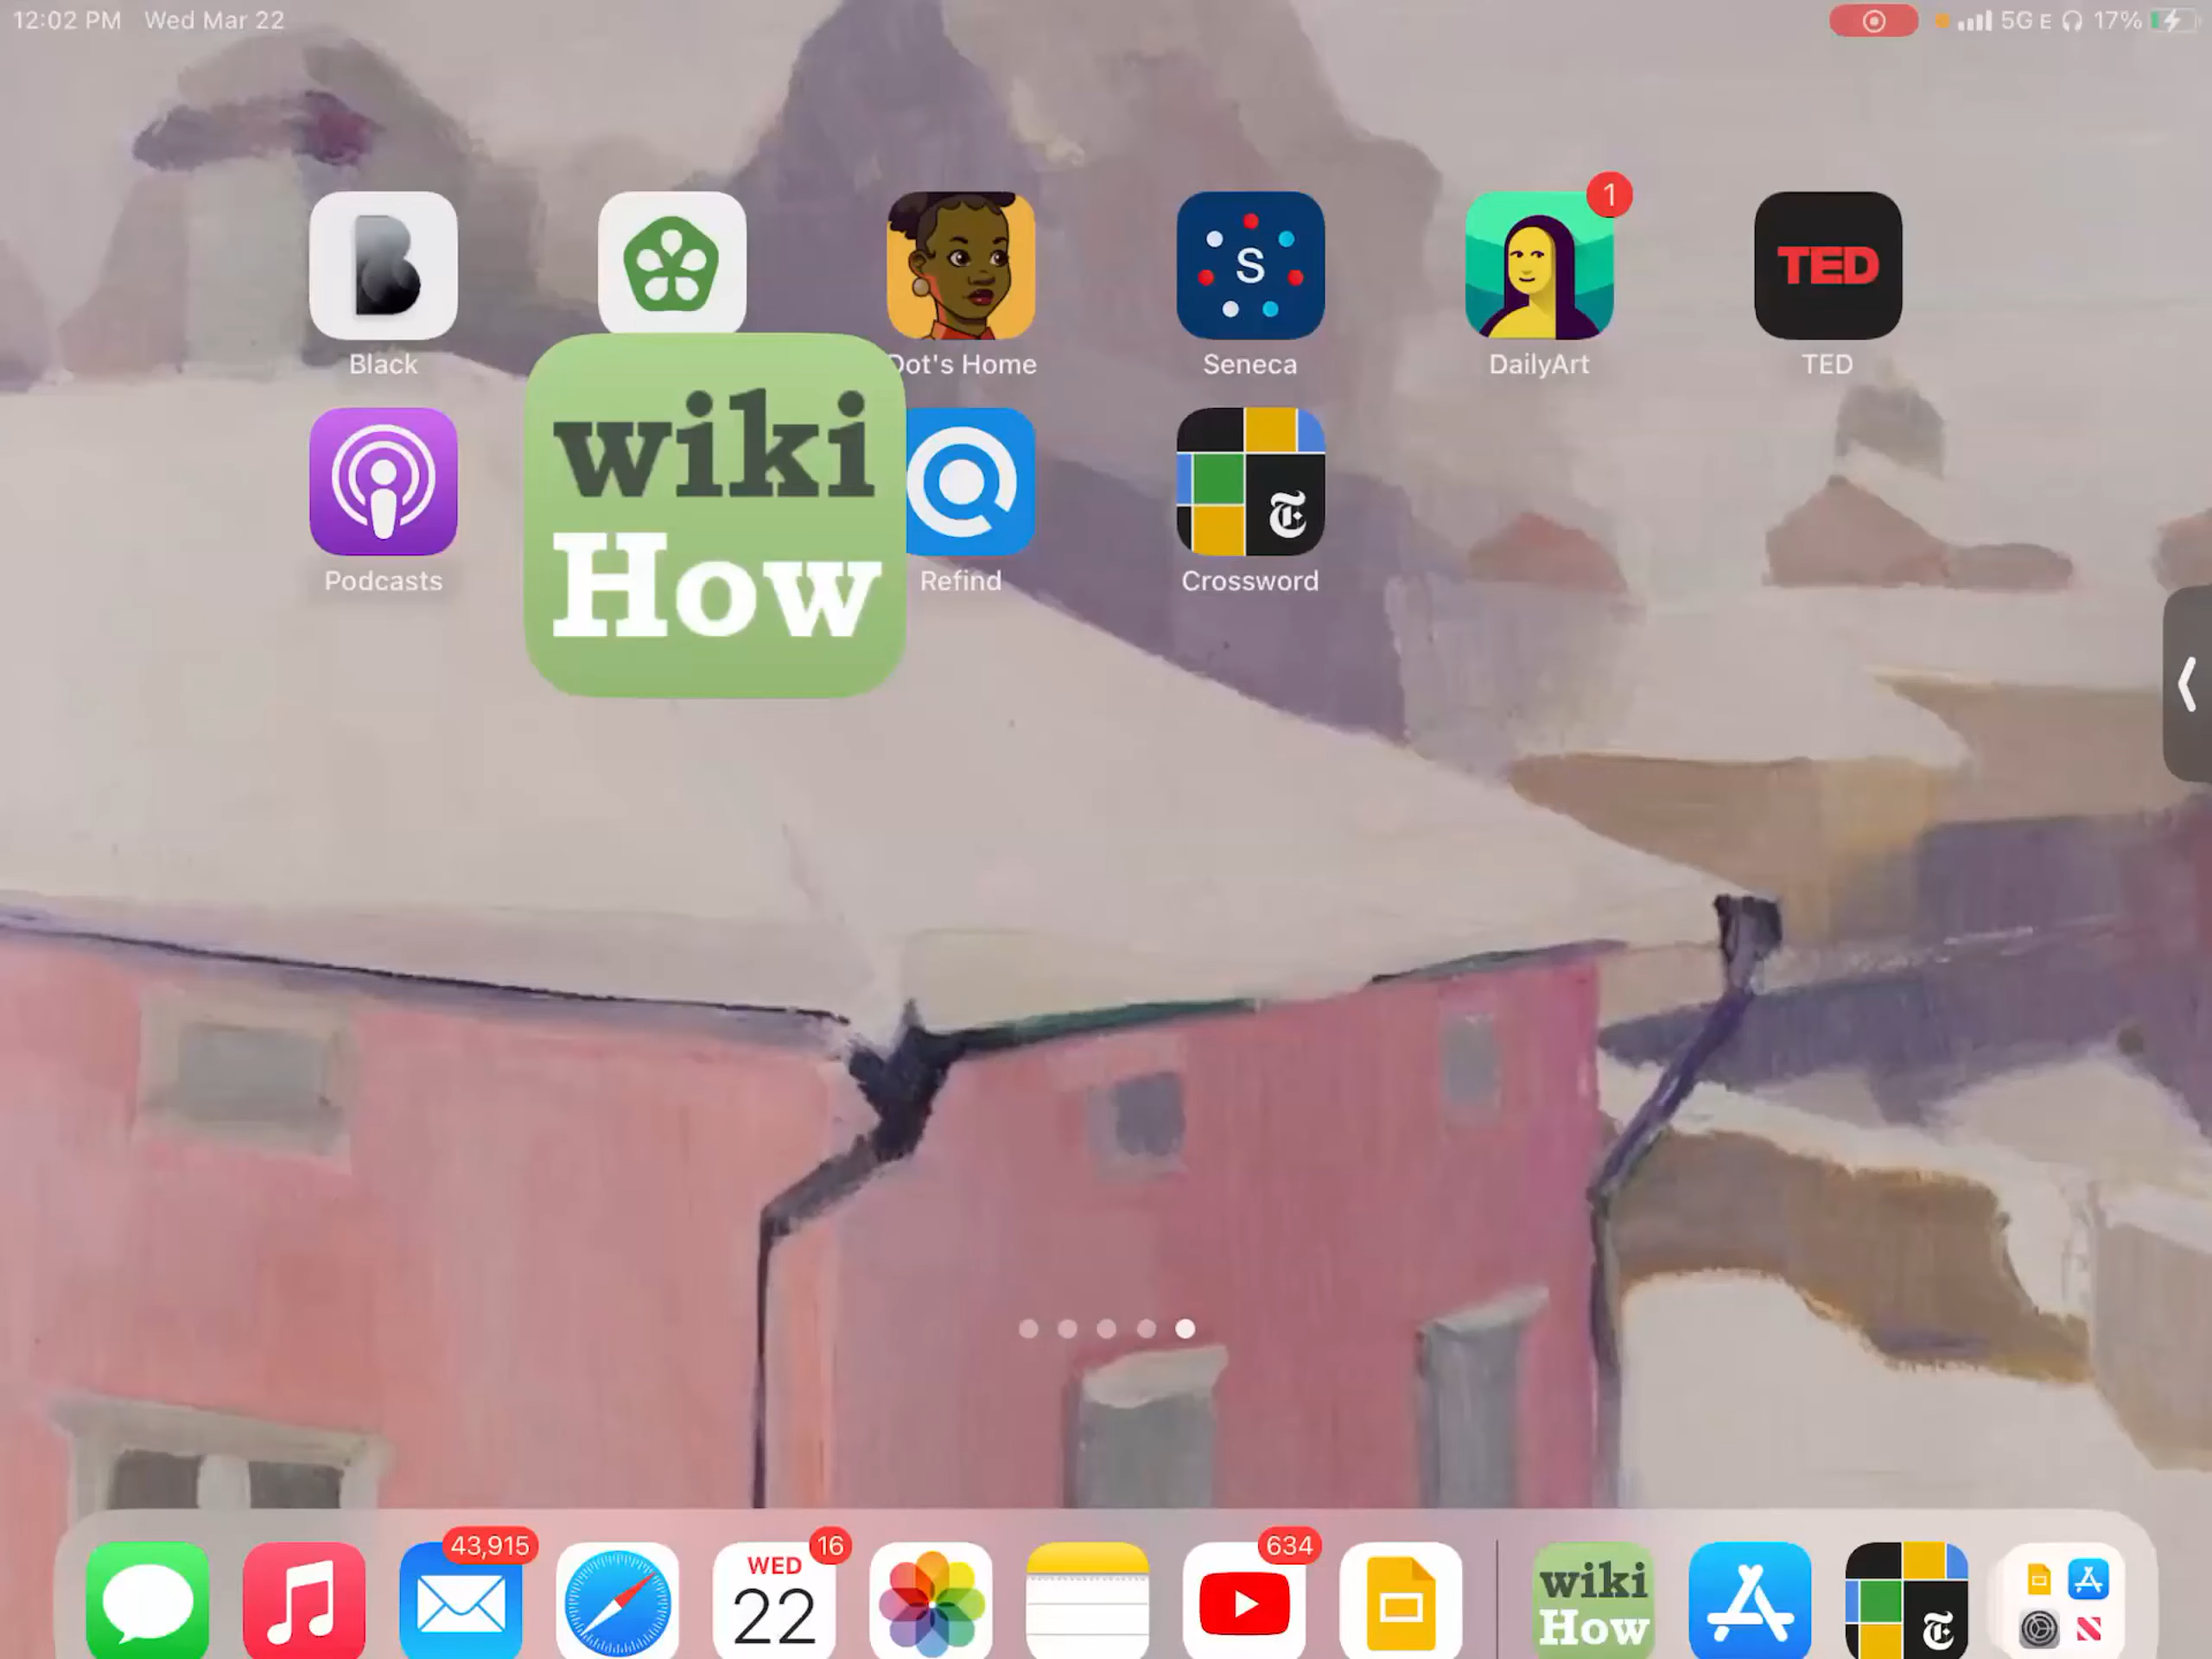 12:02 PM Wed Mar 22
5G E 17%
B
S
1
TED
Black
Dot's Home
Seneca
DailyArt
TED
wiki
How
T
Podcasts
Refind
Crossword
43,915
WED 16
22
634
wiki
How
T